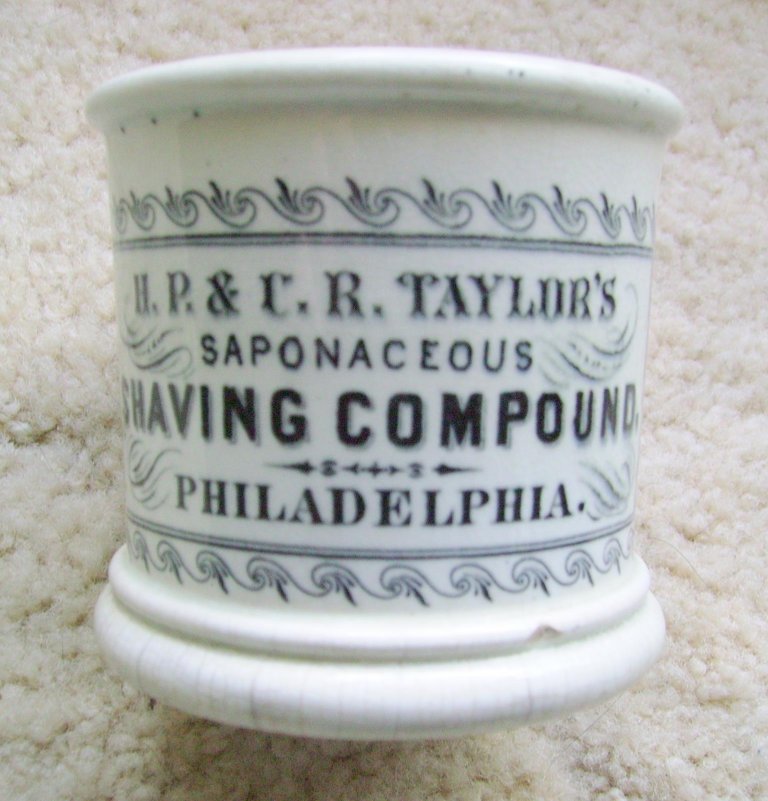 H. P. & C. R. TAYLOR'S
SAPONACEOUS
SHAVING COMPOUND.
PHILADELPHIA.